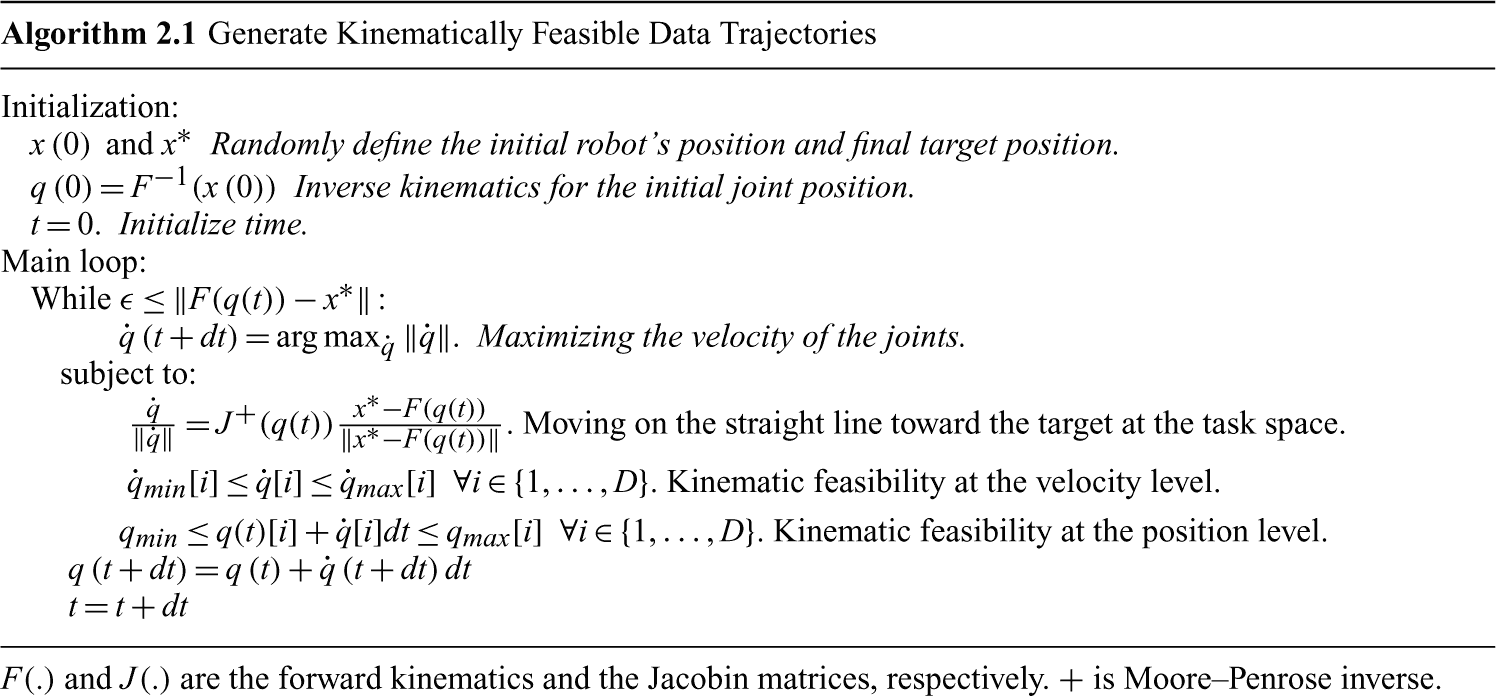 Algorithm 2.1 Generate Kinematically Feasible Data Trajectories
Initialization:
x (0) and x* Randomly define the initial robot's position and final target position.
q (0) = F⁻¹(x (0)) Inverse kinematics for the initial joint position.
t = 0. Initialize time.
Main loop:
While ϵ ≤ ‖F(q(t)) − x*‖ :
q̇ (t + dt) = arg max_q̇ ‖q̇‖. Maximizing the velocity of the joints.
subject to:
q̇/‖q̇‖ = J⁺(q(t)) (x*−F(q(t)))/‖x*−F(q(t))‖. Moving on the straight line toward the target at the task space.
q̇_min[i] ≤ q̇[i] ≤ q̇_max[i] ∀i ∈ {1, . . . , D}. Kinematic feasibility at the velocity level.
q_min ≤ q(t)[i] + q̇[i]dt ≤ q_max[i] ∀i ∈ {1, . . . , D}. Kinematic feasibility at the position level.
q (t + dt) = q (t) + q̇ (t + dt) dt
t = t + dt
F(.) and J(.) are the forward kinematics and the Jacobin matrices, respectively. + is Moore–Penrose inverse.